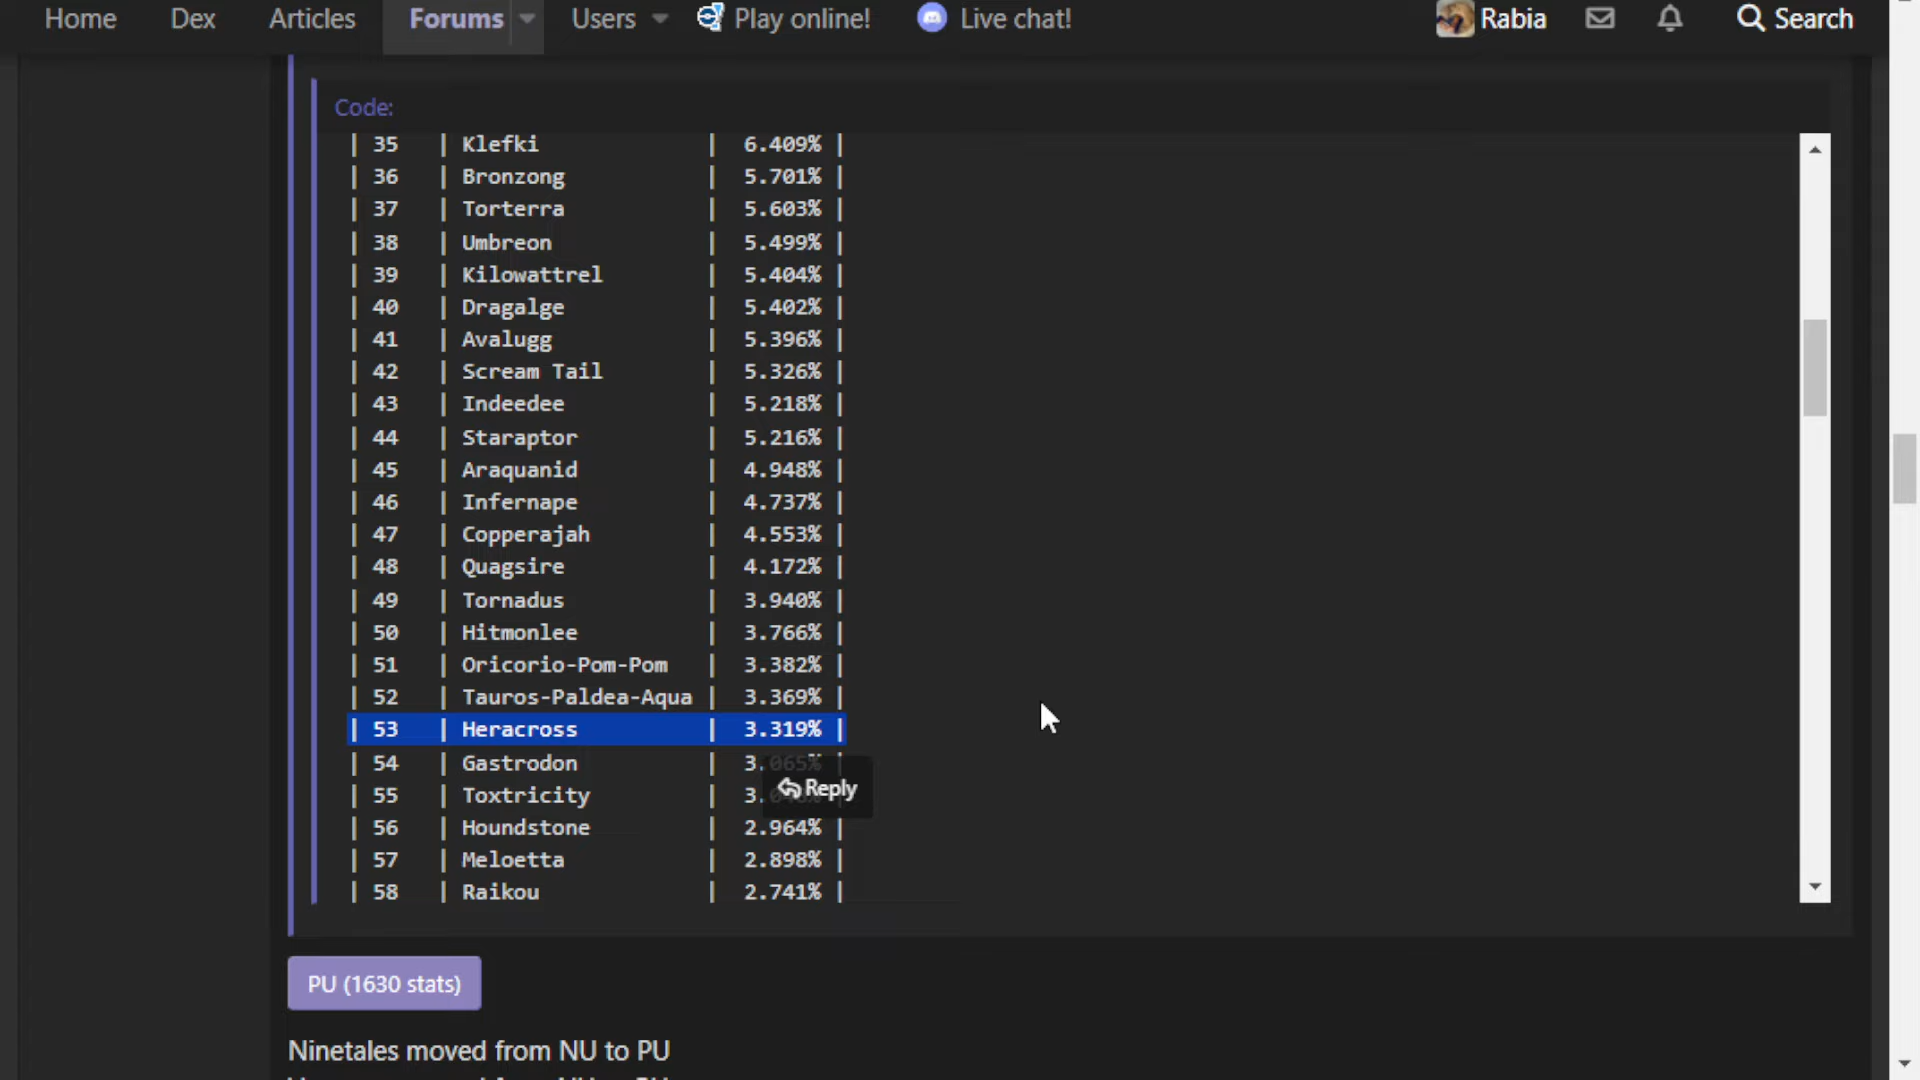 Home Dex Articles Forums Users Play online! Live chat! Rabia Search
Code:
| 35 | Klefki | 6.409% |
| 36 | Bronzong | 5.701% |
| 37 | Torterra | 5.603% |
| 38 | Umbreon | 5.499% |
| 39 | Kilowattrel | 5.404% |
| 40 | Dragalge | 5.402% |
| 41 | Avalugg | 5.396% |
| 42 | Scream Tail | 5.326% |
| 43 | Indeedee | 5.218% |
| 44 | Staraptor | 5.216% |
| 45 | Araquanid | 4.948% |
| 46 | Infernape | 4.737% |
| 47 | Copperajah | 4.553% |
| 48 | Quagsire | 4.172% |
| 49 | Tornadus | 3.940% |
| 50 | Hitmonlee | 3.766% |
| 51 | Oricorio-Pom-Pom | 3.382% |
| 52 | Tauros-Paldea-Aqua | 3.369% |
| 53 | Heracross | 3.319% |
| 54 | Gastrodon | 3.065% |
| 55 | Toxtricity |
Reply
| 56 | Houndstone | 2.964% |
| 57 | Meloetta | 2.898% |
| 58 | Raikou | 2.741% |
PU (1630 stats)
Ninetales moved from NU to PU